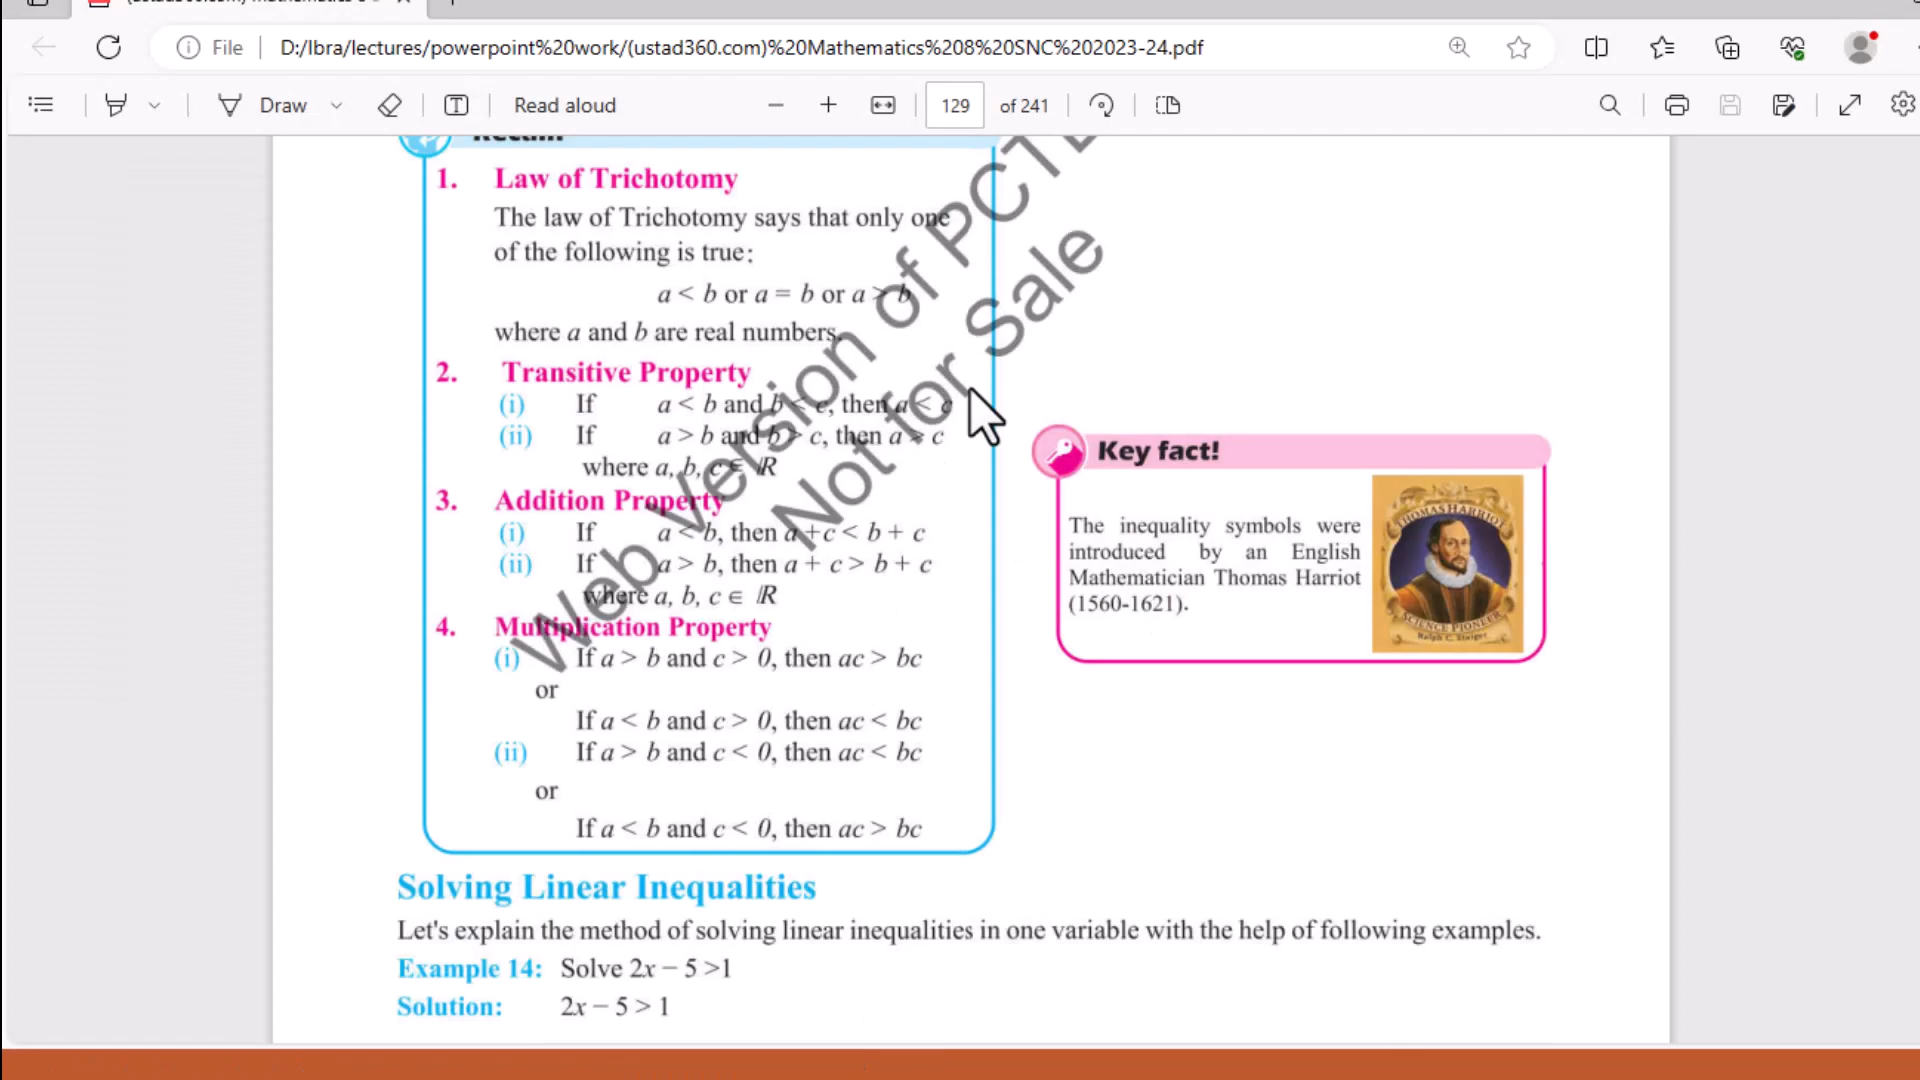 File
D:/Ibra/lectures/powerpoint%20work/(ustad360.com)%20Mathematics%208%20SNC%202023-24.pdf
Draw
Read aloud
129
of 241
1. Law of Trichotomy
The law of Trichotomy says that only one
of the following is true:
a < b or a = b or a > b
where a and b are real numbers.
2. Transitive Property
(i) If a < b and b < c, then a < c
(ii) If a > b and b > c, then a > c
where a, b, c ∈ ℝ
3. Addition Property
(i) If a < b, then a + c < b + c
(ii) If a > b, then a + c > b + c
where a, b, c ∈ ℝ
4. Multiplication Property
(i) If a > b and c > 0, then ac > bc
or
If a < b and c > 0, then ac < bc
(ii) If a > b and c < 0, then ac < bc
or
If a < b and c < 0, then ac > bc
Web Version of PCTB
Not for Sale
Key fact!
The inequality symbols were
introduced by an English
Mathematician Thomas Harriot
(1560-1621).
THOMAS HARRIOT
SCIENCE PIONEER
Ralph C. Staiger
Solving Linear Inequalities
Let's explain the method of solving linear inequalities in one variable with the help of following examples.
Example 14: Solve 2x − 5 >1
Solution: 2x − 5 > 1